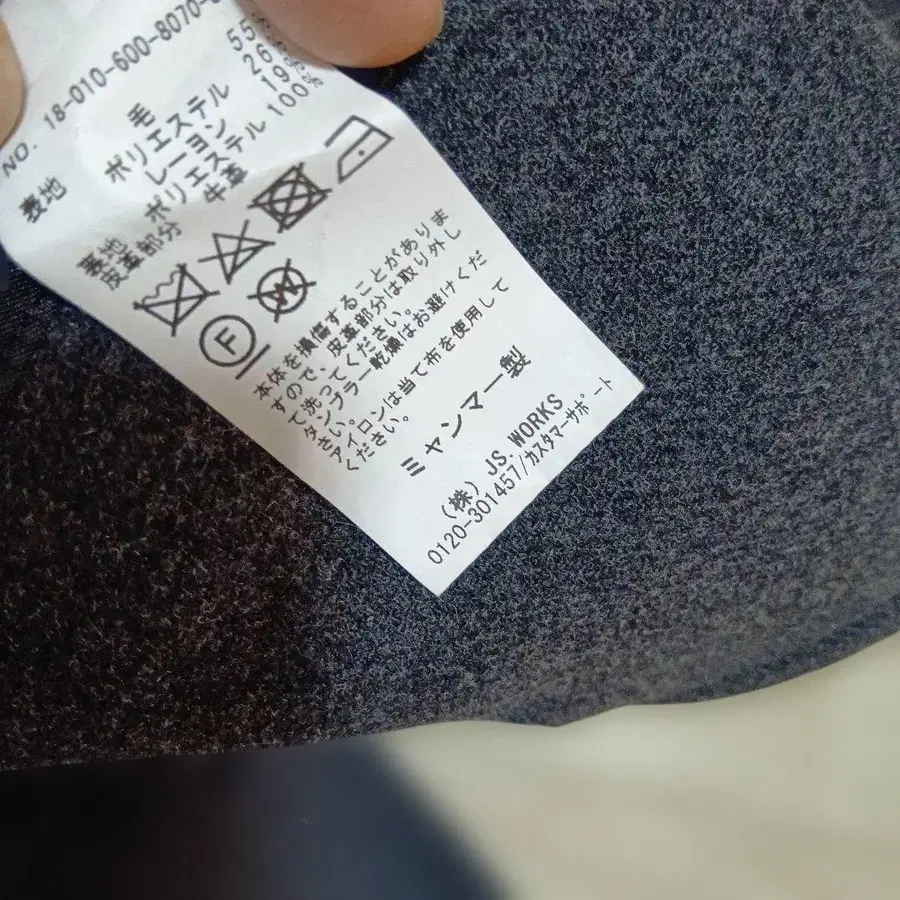 NO. 18-010-600-8070-
表地 毛 55%
ポリエステル 26%
レーヨン 19%
裏地 ポリエステル 100%
皮革部分 牛革
F
W
本体を損傷することがありま
すので、皮革部分は取り外し
て洗ってください。
タンブラー乾燥はお避けくだ
さい。
アイロンは当て布を使用して
ください。
ミャンマー製
(株) JS.WORKS
0120-301457/カスタマーサポート